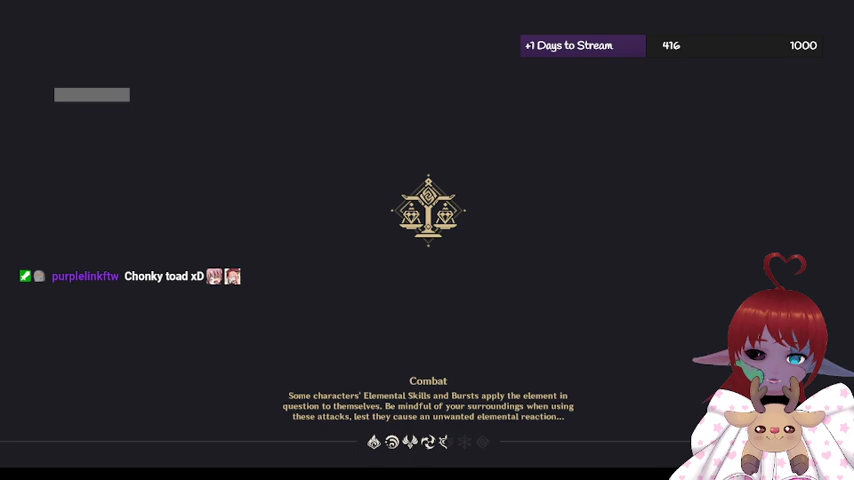 +1 Days to Stream 416 1000
purplelinkftw Chonky toad xD
Combat
Some characters' Elemental Skills and Bursts apply the element in
question to themselves. Be mindful of your surroundings when using
these attacks, lest they cause an unwanted elemental reaction...